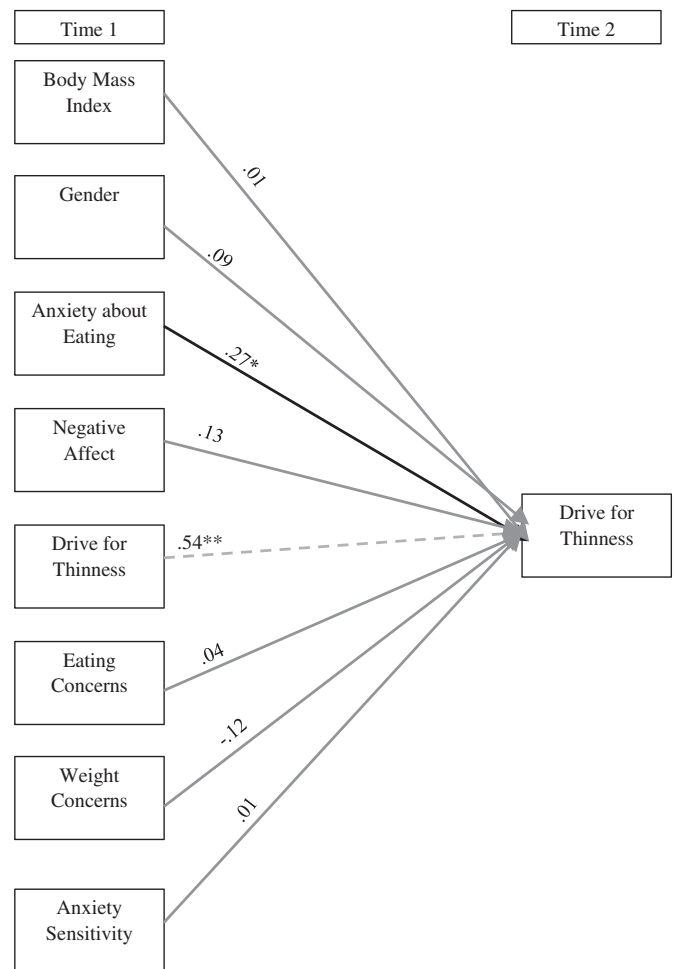 Time 1
Time 2
Body Mass
Index
.01
Gender
.09
Anxiety about
Eating
.27*
Negative
Affect
.13
Drive for
Thinness
.54**
Drive for
Thinness
Eating
Concerns
.04
Weight
Concerns
-.12
Anxiety
Sensitivity
.01